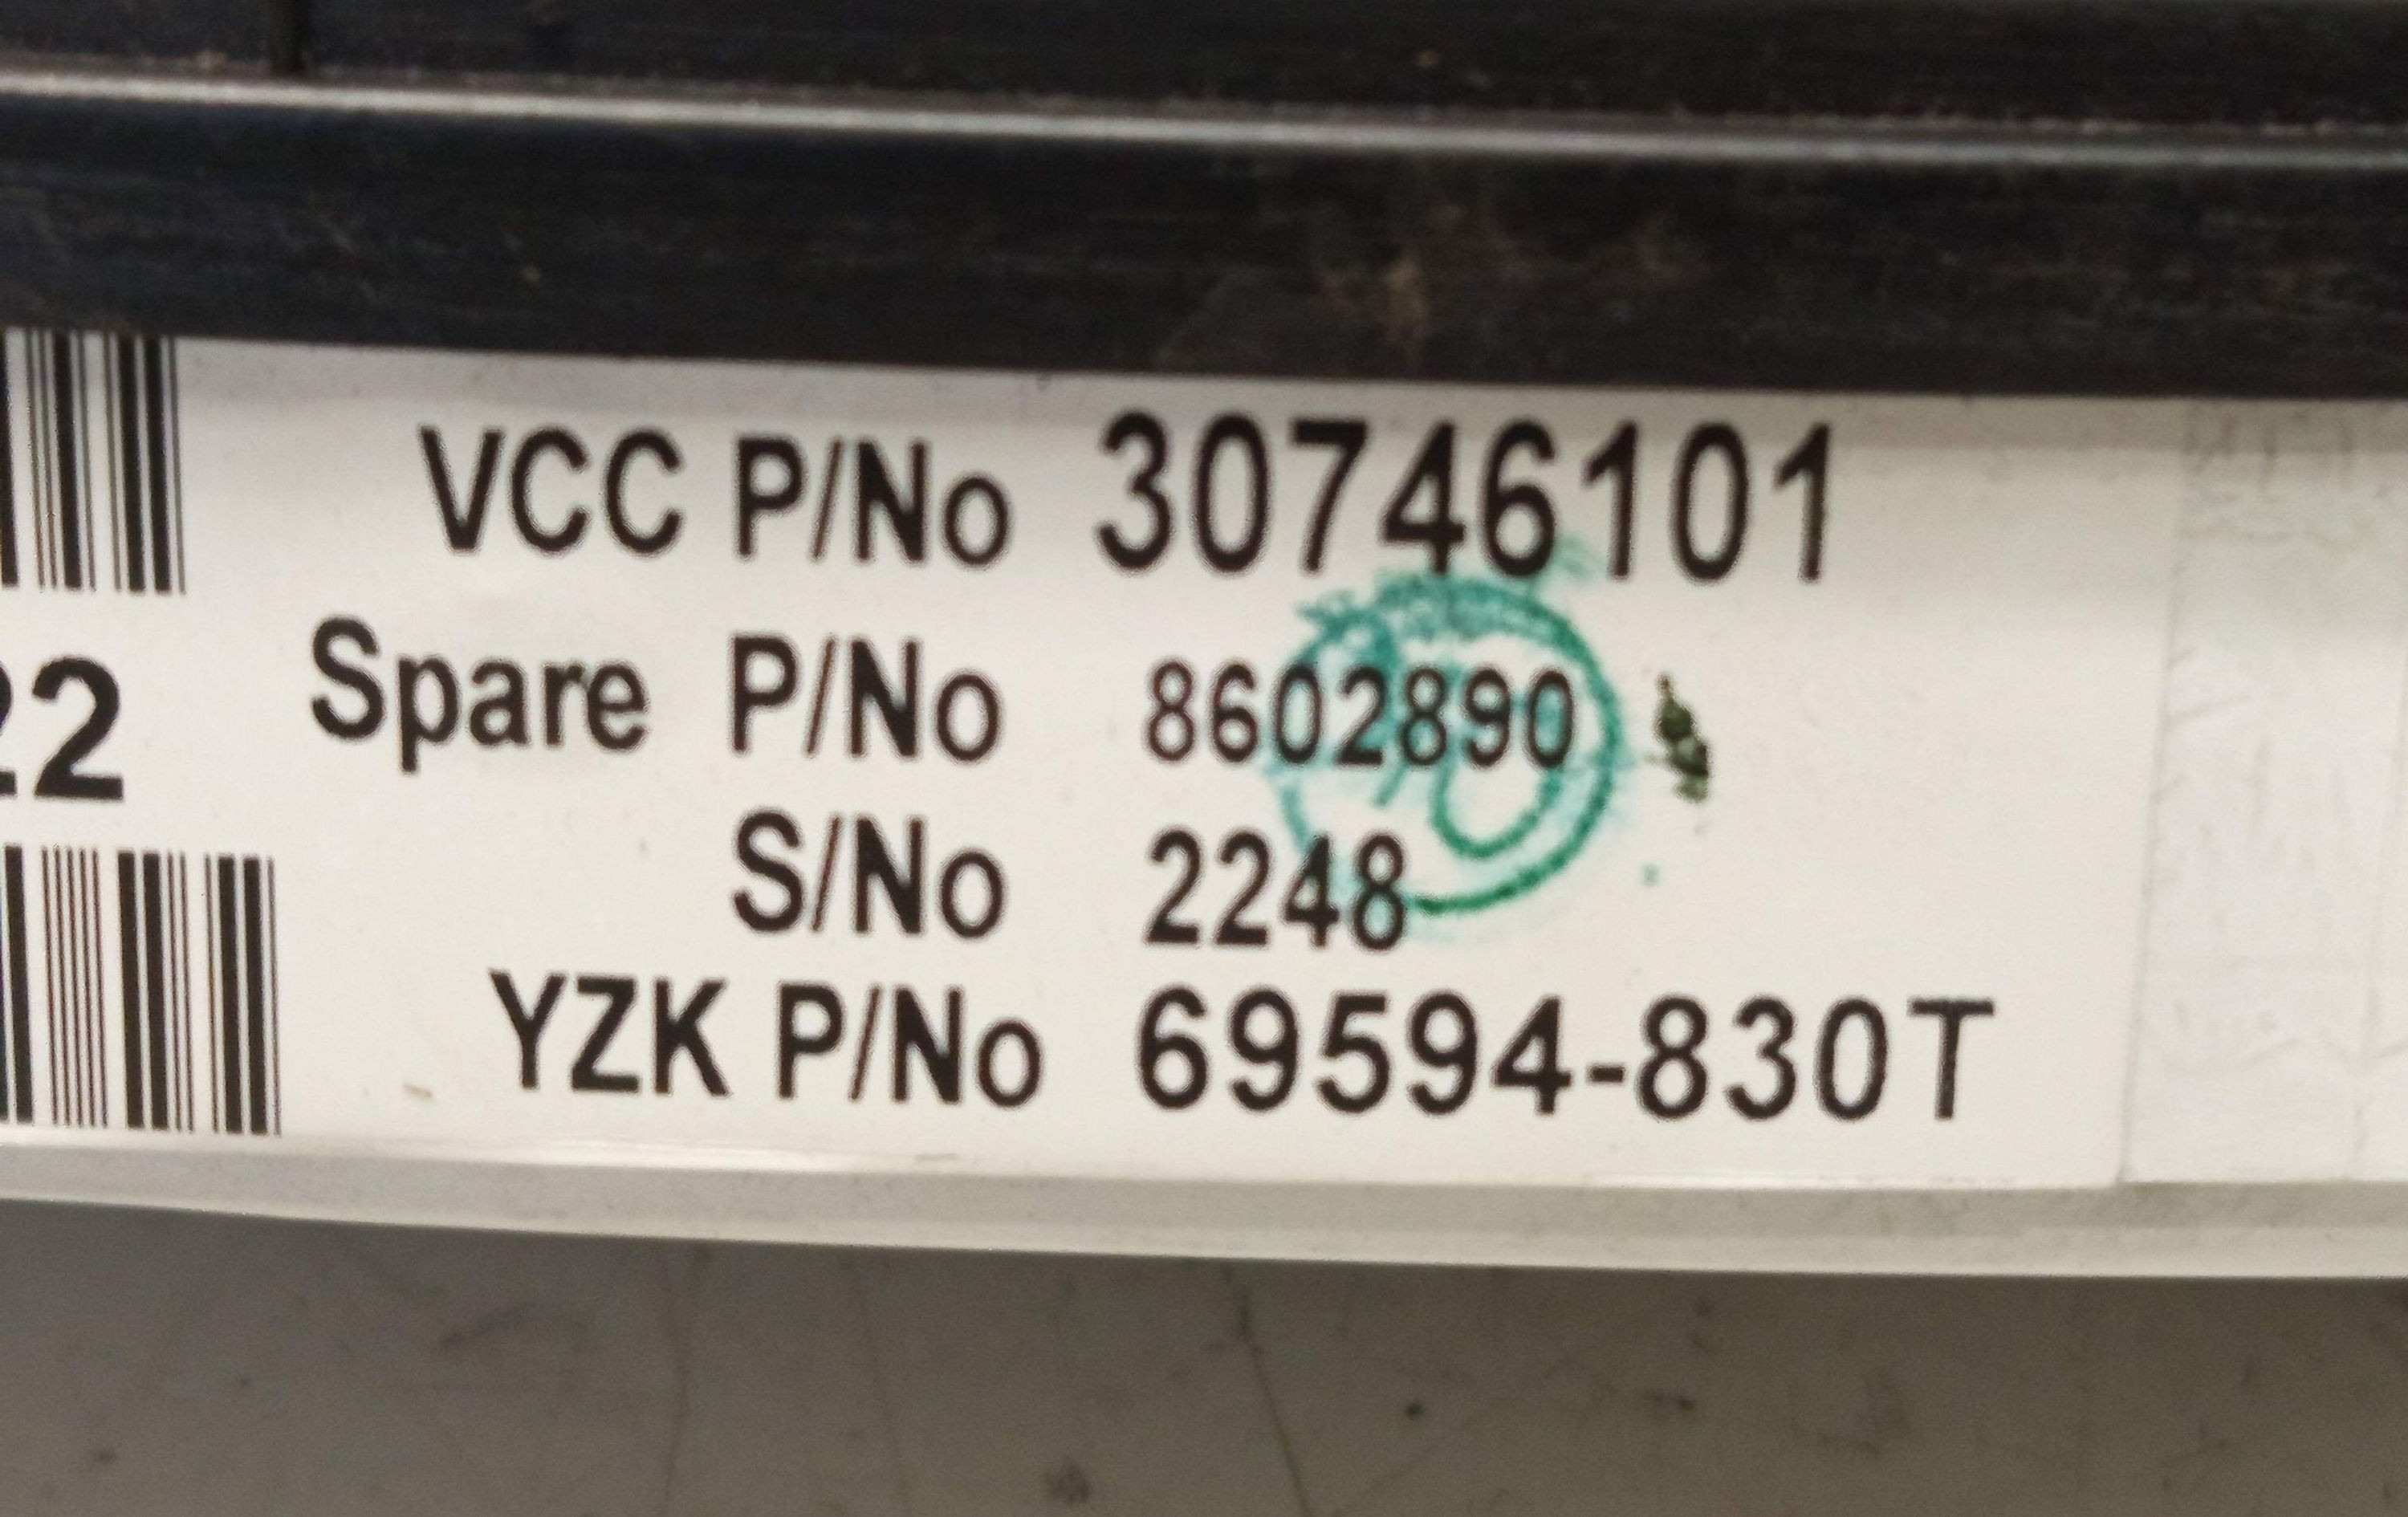 VCC P/No 30746101
22
Spare P/No 8602890
S/No 2248
YZK P/No 69594-830T